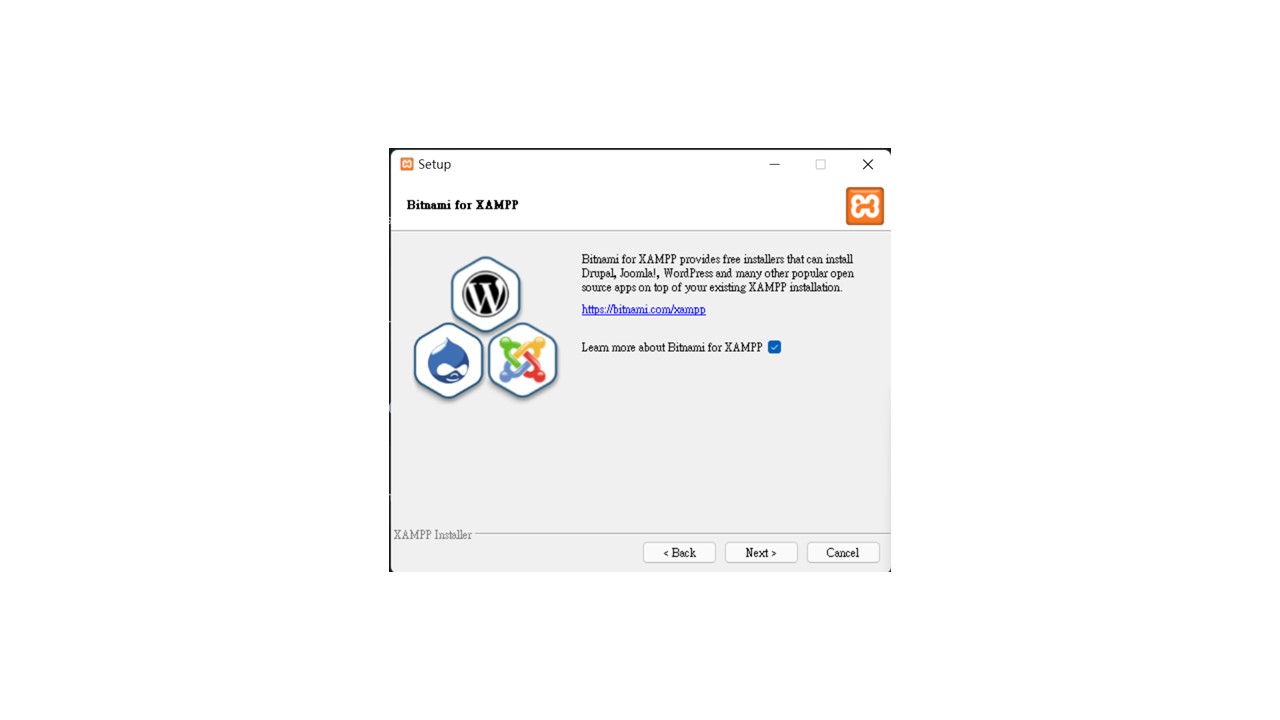 Setup
Bitnami for XAMPP
Bitnami for XAMPP provides free installers that can install
Drupal, Joomla!, WordPress and many other popular open
source apps on top of your existing XAMPP installation.
https://bitnami.com/xampp
Learn more about Bitnami for XAMPP
XAMPP Installer
< Back
Next >
Cancel